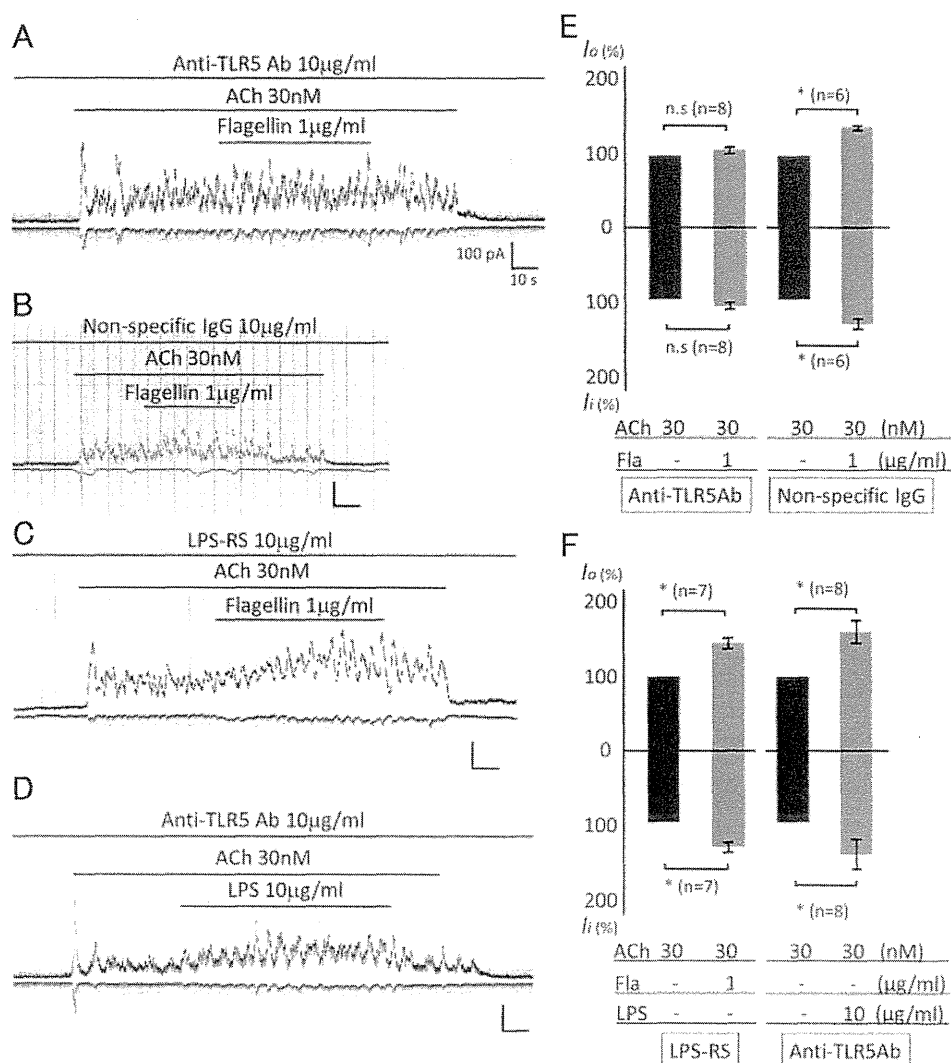 A
Anti-TLR5 Ab 10μg/ml
ACh 30nM
Flagellin 1μg/ml
100 pA
10 s
B
Non-specific IgG 10μg/ml
ACh 30nM
Flagellin 1μg/ml
C
LPS-RS 10μg/ml
ACh 30nM
Flagellin 1μg/ml
D
Anti-TLR5 Ab 10μg/ml
ACh 30nM
LPS 10μg/ml
E
Io (%)
200
n.s (n=8) * (n=6)
100
0
100
n.s (n=8) * (n=6)
200
Ii (%)
ACh 30 30 30 30 (nM)
Fla - 1 - 1 (μg/ml)
Anti-TLR5Ab Non-specific IgG
F
Io (%)
200
* (n=7) * (n=8)
100
0
100
* (n=7) * (n=8)
200
Ii (%)
ACh 30 30 30 30 (nM)
Fla - 1 - - (μg/ml)
LPS - - - 10 (μg/ml)
LPS-RS Anti-TLR5Ab